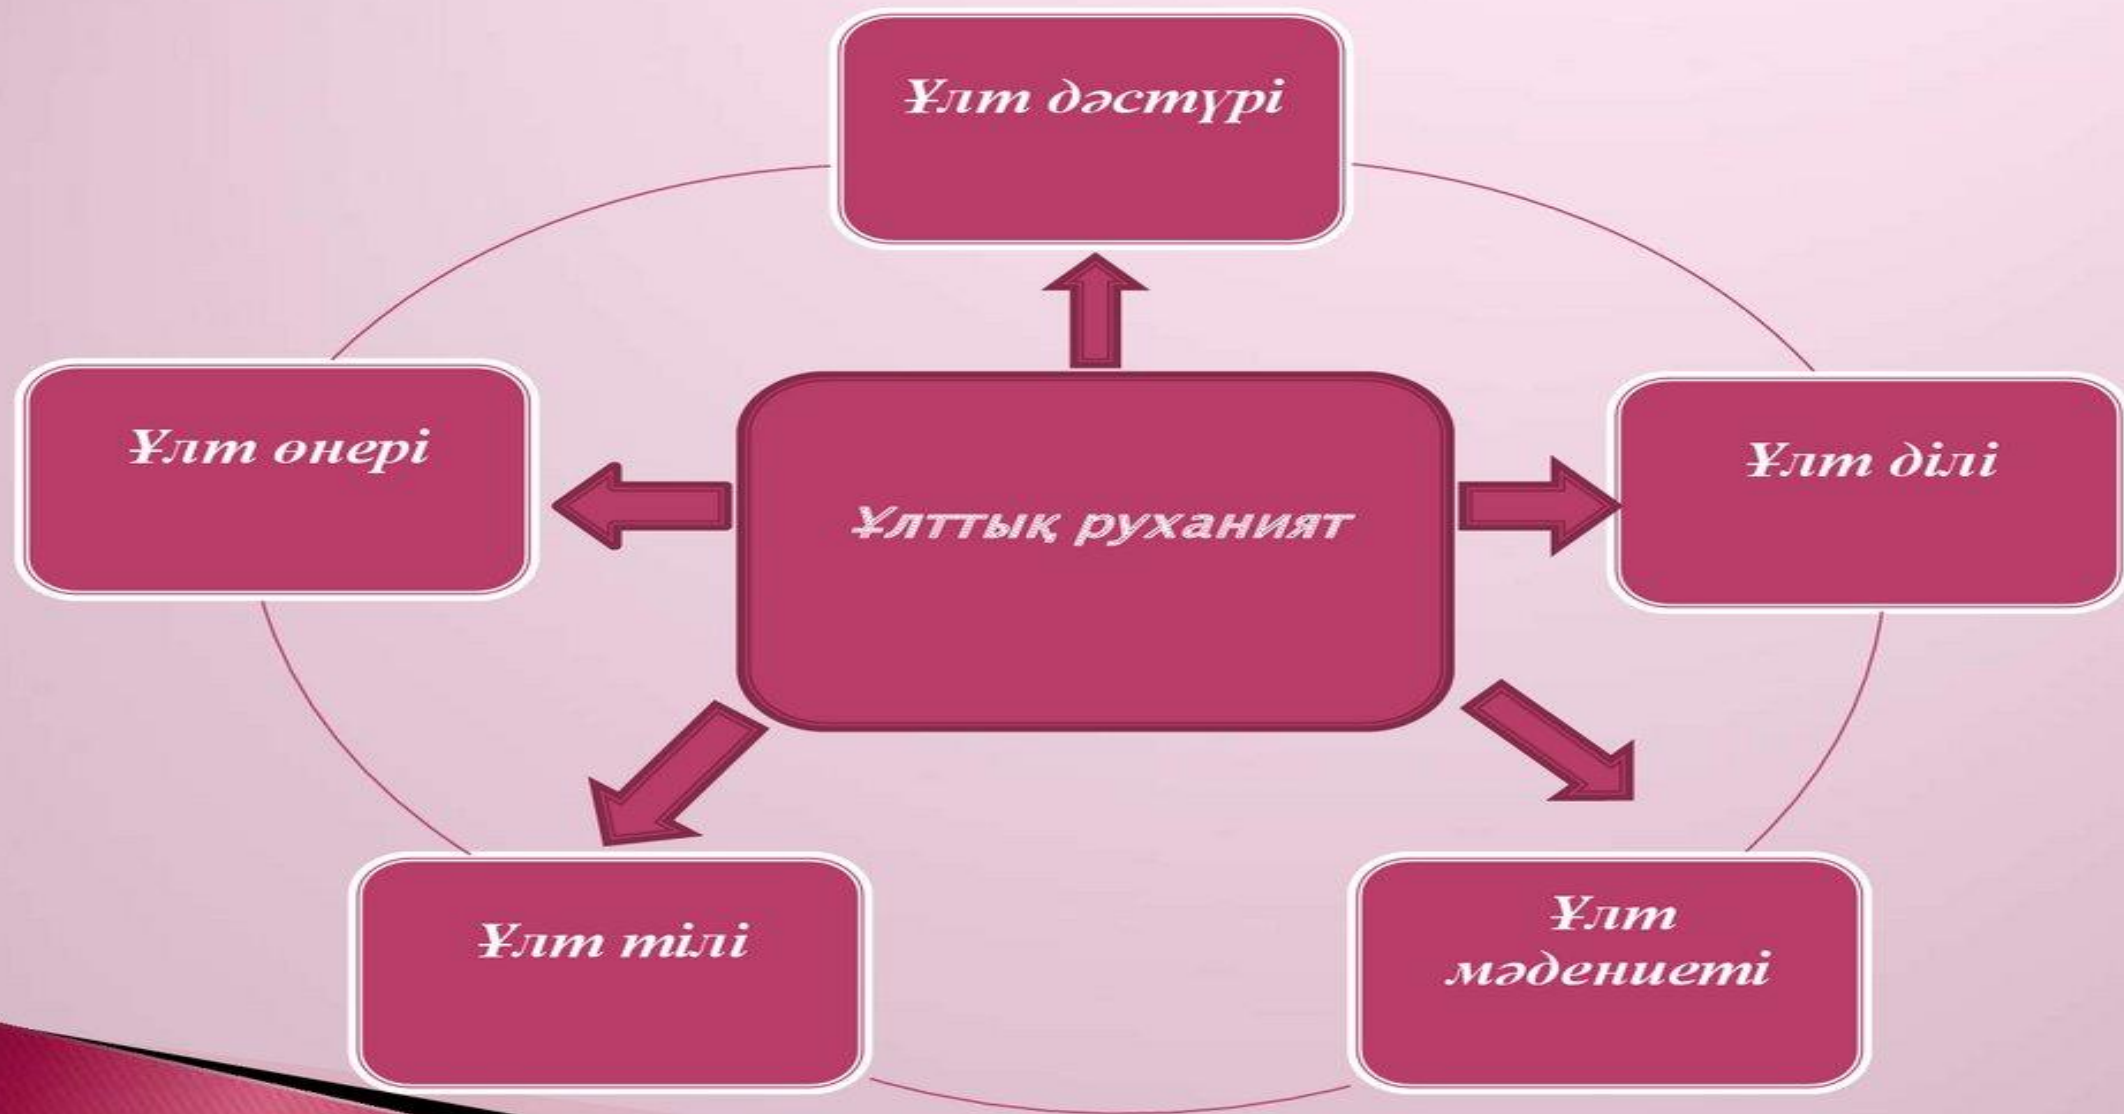 Ұлт дәстүрі
Ұлт өнері
Ұлттық руханият
Ұлт ділі
Ұлт тілі
Ұлт
мәдениеті